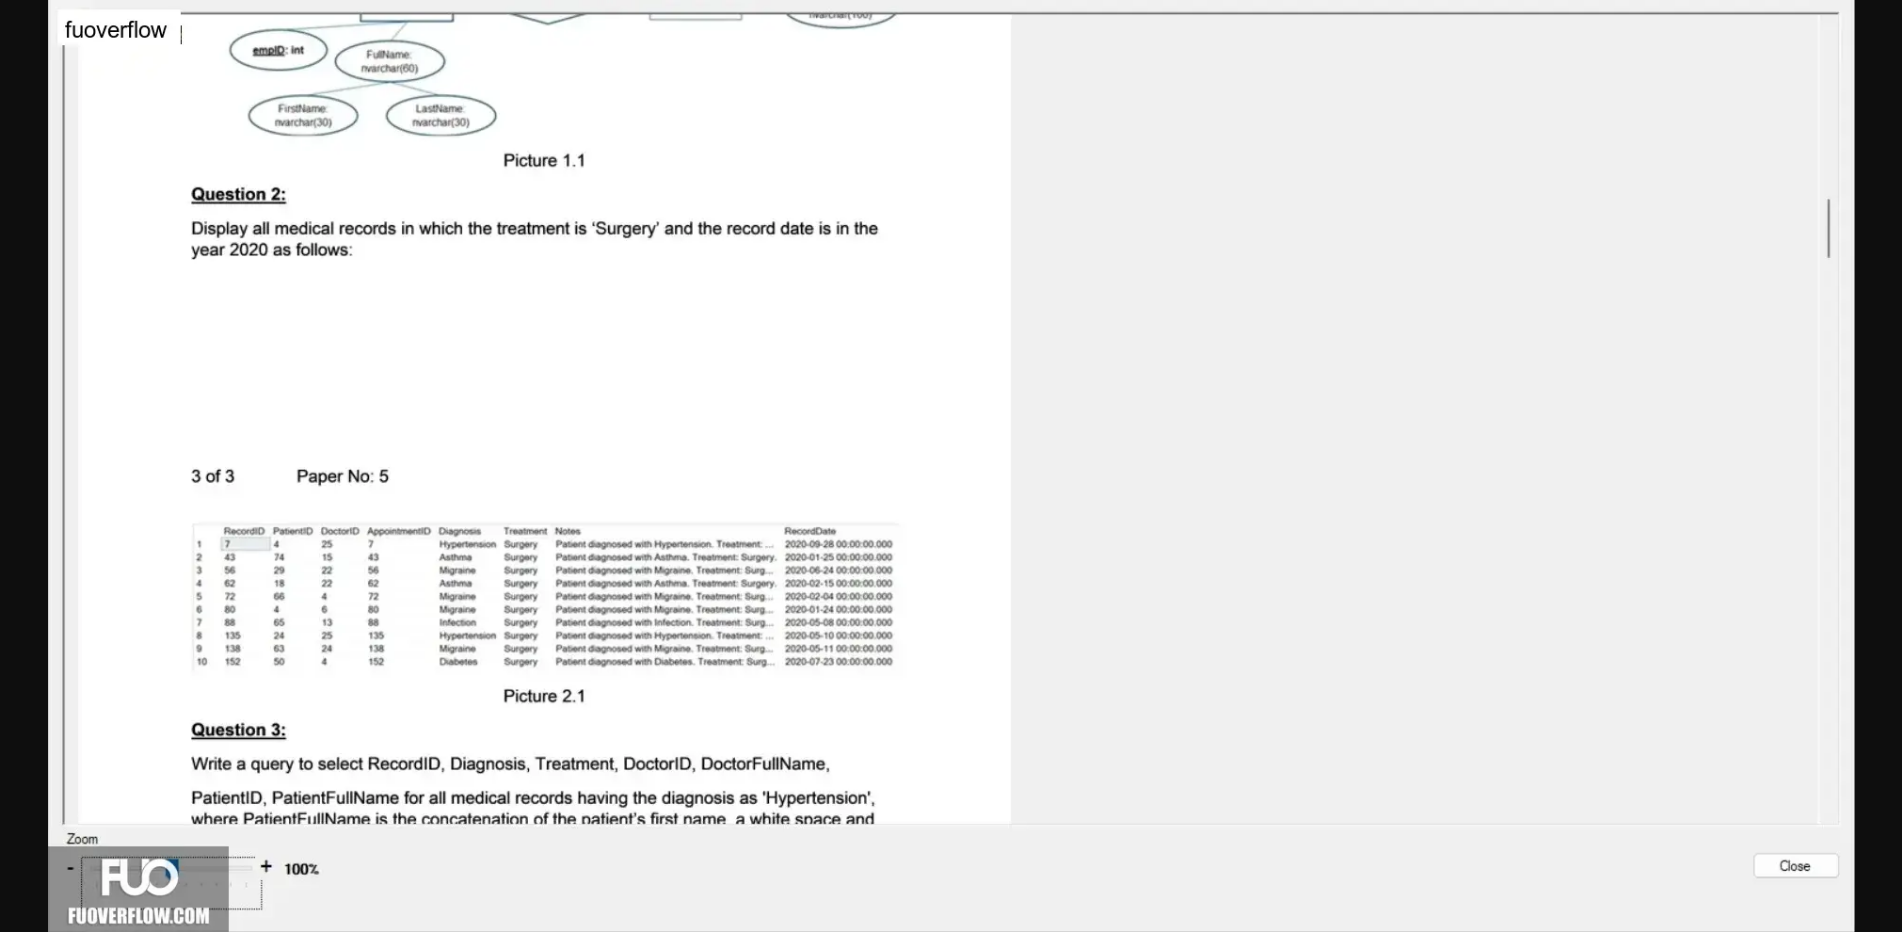 fuoverflow
nvarchar(100)
empID: int
FullName:
nvarchar(60)
FirstName:
nvarchar(30)
LastName:
nvarchar(30)
Picture 1.1
Question 2:
Display all medical records in which the treatment is ‘Surgery’ and the record date is in the
year 2020 as follows:
3 of 3 Paper No: 5
RecordID PatientID DoctorID AppointmentID Diagnosis Treatment Notes RecordDate
1 7 4 25 7 Hypertension Surgery Patient diagnosed with Hypertension. Treatment: ... 2020-09-28 00:00:00.000
2 43 74 15 43 Asthma Surgery Patient diagnosed with Asthma. Treatment: Surgery. 2020-01-25 00:00:00.000
3 56 29 22 56 Migraine Surgery Patient diagnosed with Migraine. Treatment: Surg... 2020-06-24 00:00:00.000
4 62 18 22 62 Asthma Surgery Patient diagnosed with Asthma. Treatment: Surgery. 2020-02-15 00:00:00.000
5 72 66 4 72 Migraine Surgery Patient diagnosed with Migraine. Treatment: Surg... 2020-02-04 00:00:00.000
6 80 4 6 80 Migraine Surgery Patient diagnosed with Migraine. Treatment: Surg... 2020-01-24 00:00:00.000
7 88 65 13 88 Infection Surgery Patient diagnosed with Infection. Treatment: Surg... 2020-05-08 00:00:00.000
8 135 24 25 135 Hypertension Surgery Patient diagnosed with Hypertension. Treatment: ... 2020-05-10 00:00:00.000
9 138 63 24 138 Migraine Surgery Patient diagnosed with Migraine. Treatment: Surg... 2020-05-11 00:00:00.000
10 152 50 4 152 Diabetes Surgery Patient diagnosed with Diabetes. Treatment: Surg... 2020-07-23 00:00:00.000
Picture 2.1
Question 3:
Write a query to select RecordID, Diagnosis, Treatment, DoctorID, DoctorFullName,
PatientID, PatientFullName for all medical records having the diagnosis as 'Hypertension',
where PatientFullName is the concatenation of the patient's first name, a white space and
Zoom
- + 100%
Close
FUO
FUOVERFLOW.COM